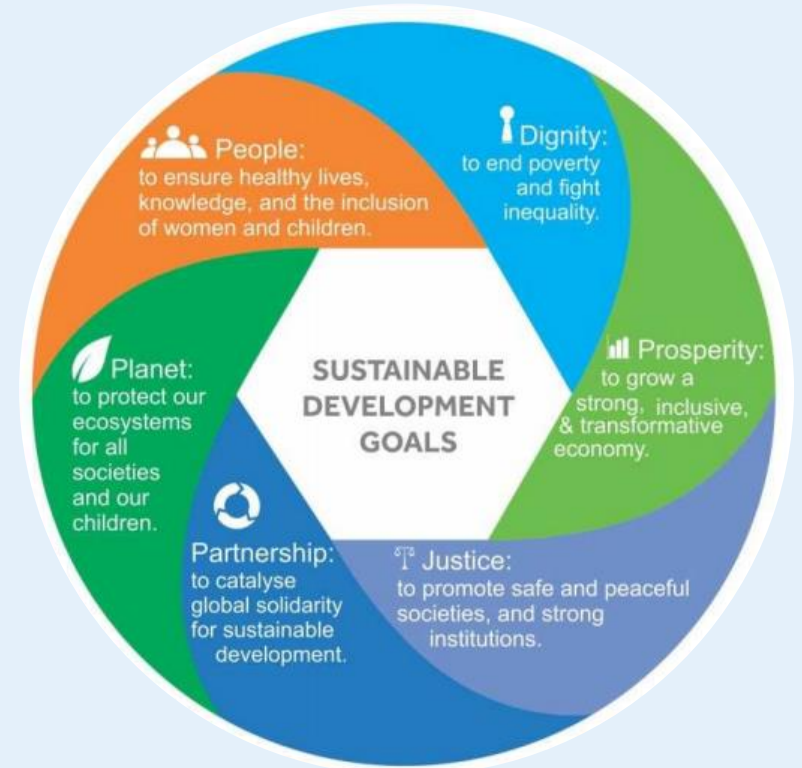 People:
to ensure healthy lives,
knowledge, and the inclusion
of women and children.
Dignity:
to end poverty
and fight
inequality.
Prosperity:
to grow a
strong, inclusive,
& transformative
economy.
Justice:
to promote safe and peaceful
societies, and strong
institutions.
Partnership:
to catalyse
global solidarity
for sustainable
development.
Planet:
to protect our
ecosystems
for all
societies
and our
children.
SUSTAINABLE
DEVELOPMENT
GOALS